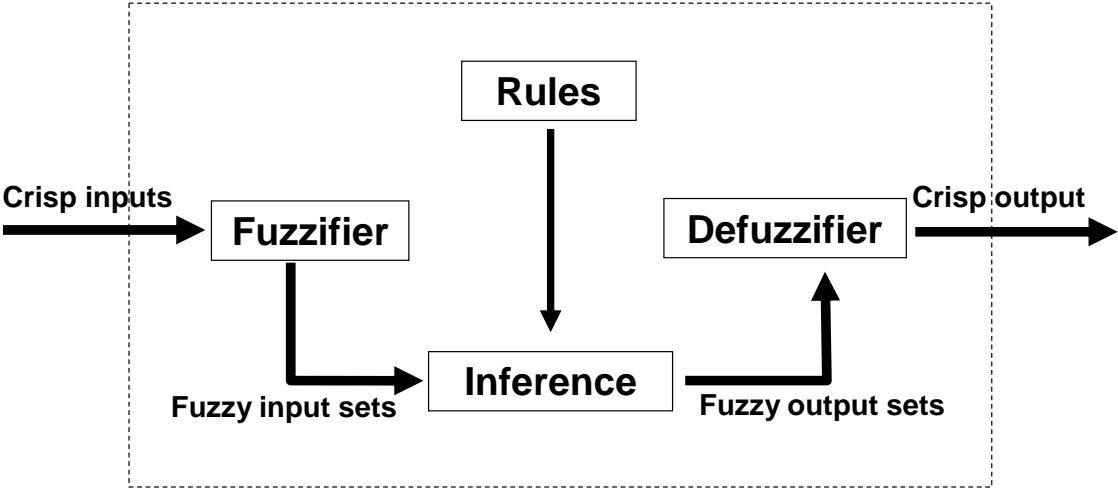 Rules
Crisp inputs
Crisp output
Fuzzifier
Defuzzifier
Inference
Fuzzy input sets
Fuzzy output sets